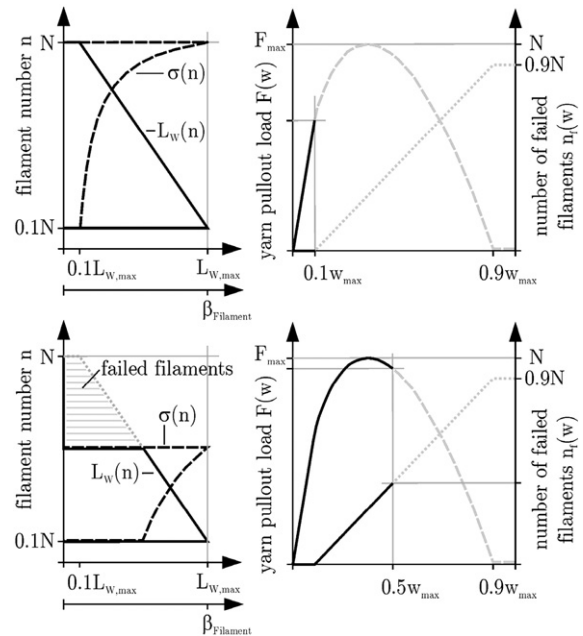 N
σ(n)
L_W(n)
filament number n
0.1N
0.1L_W,max
L_W,max
β_Filament
F_max
N
0.9N
yarn pullout load F(w)
number of failed
filaments n_f(w)
0.1w_max
0.9w_max
N
failed filaments
σ(n)
L_W(n)
filament number n
0.1N
0.1L_W,max
L_W,max
β_Filament
F_max
N
0.9N
yarn pullout load F(w)
number of failed
filaments n_f(w)
0.5w_max
0.9w_max